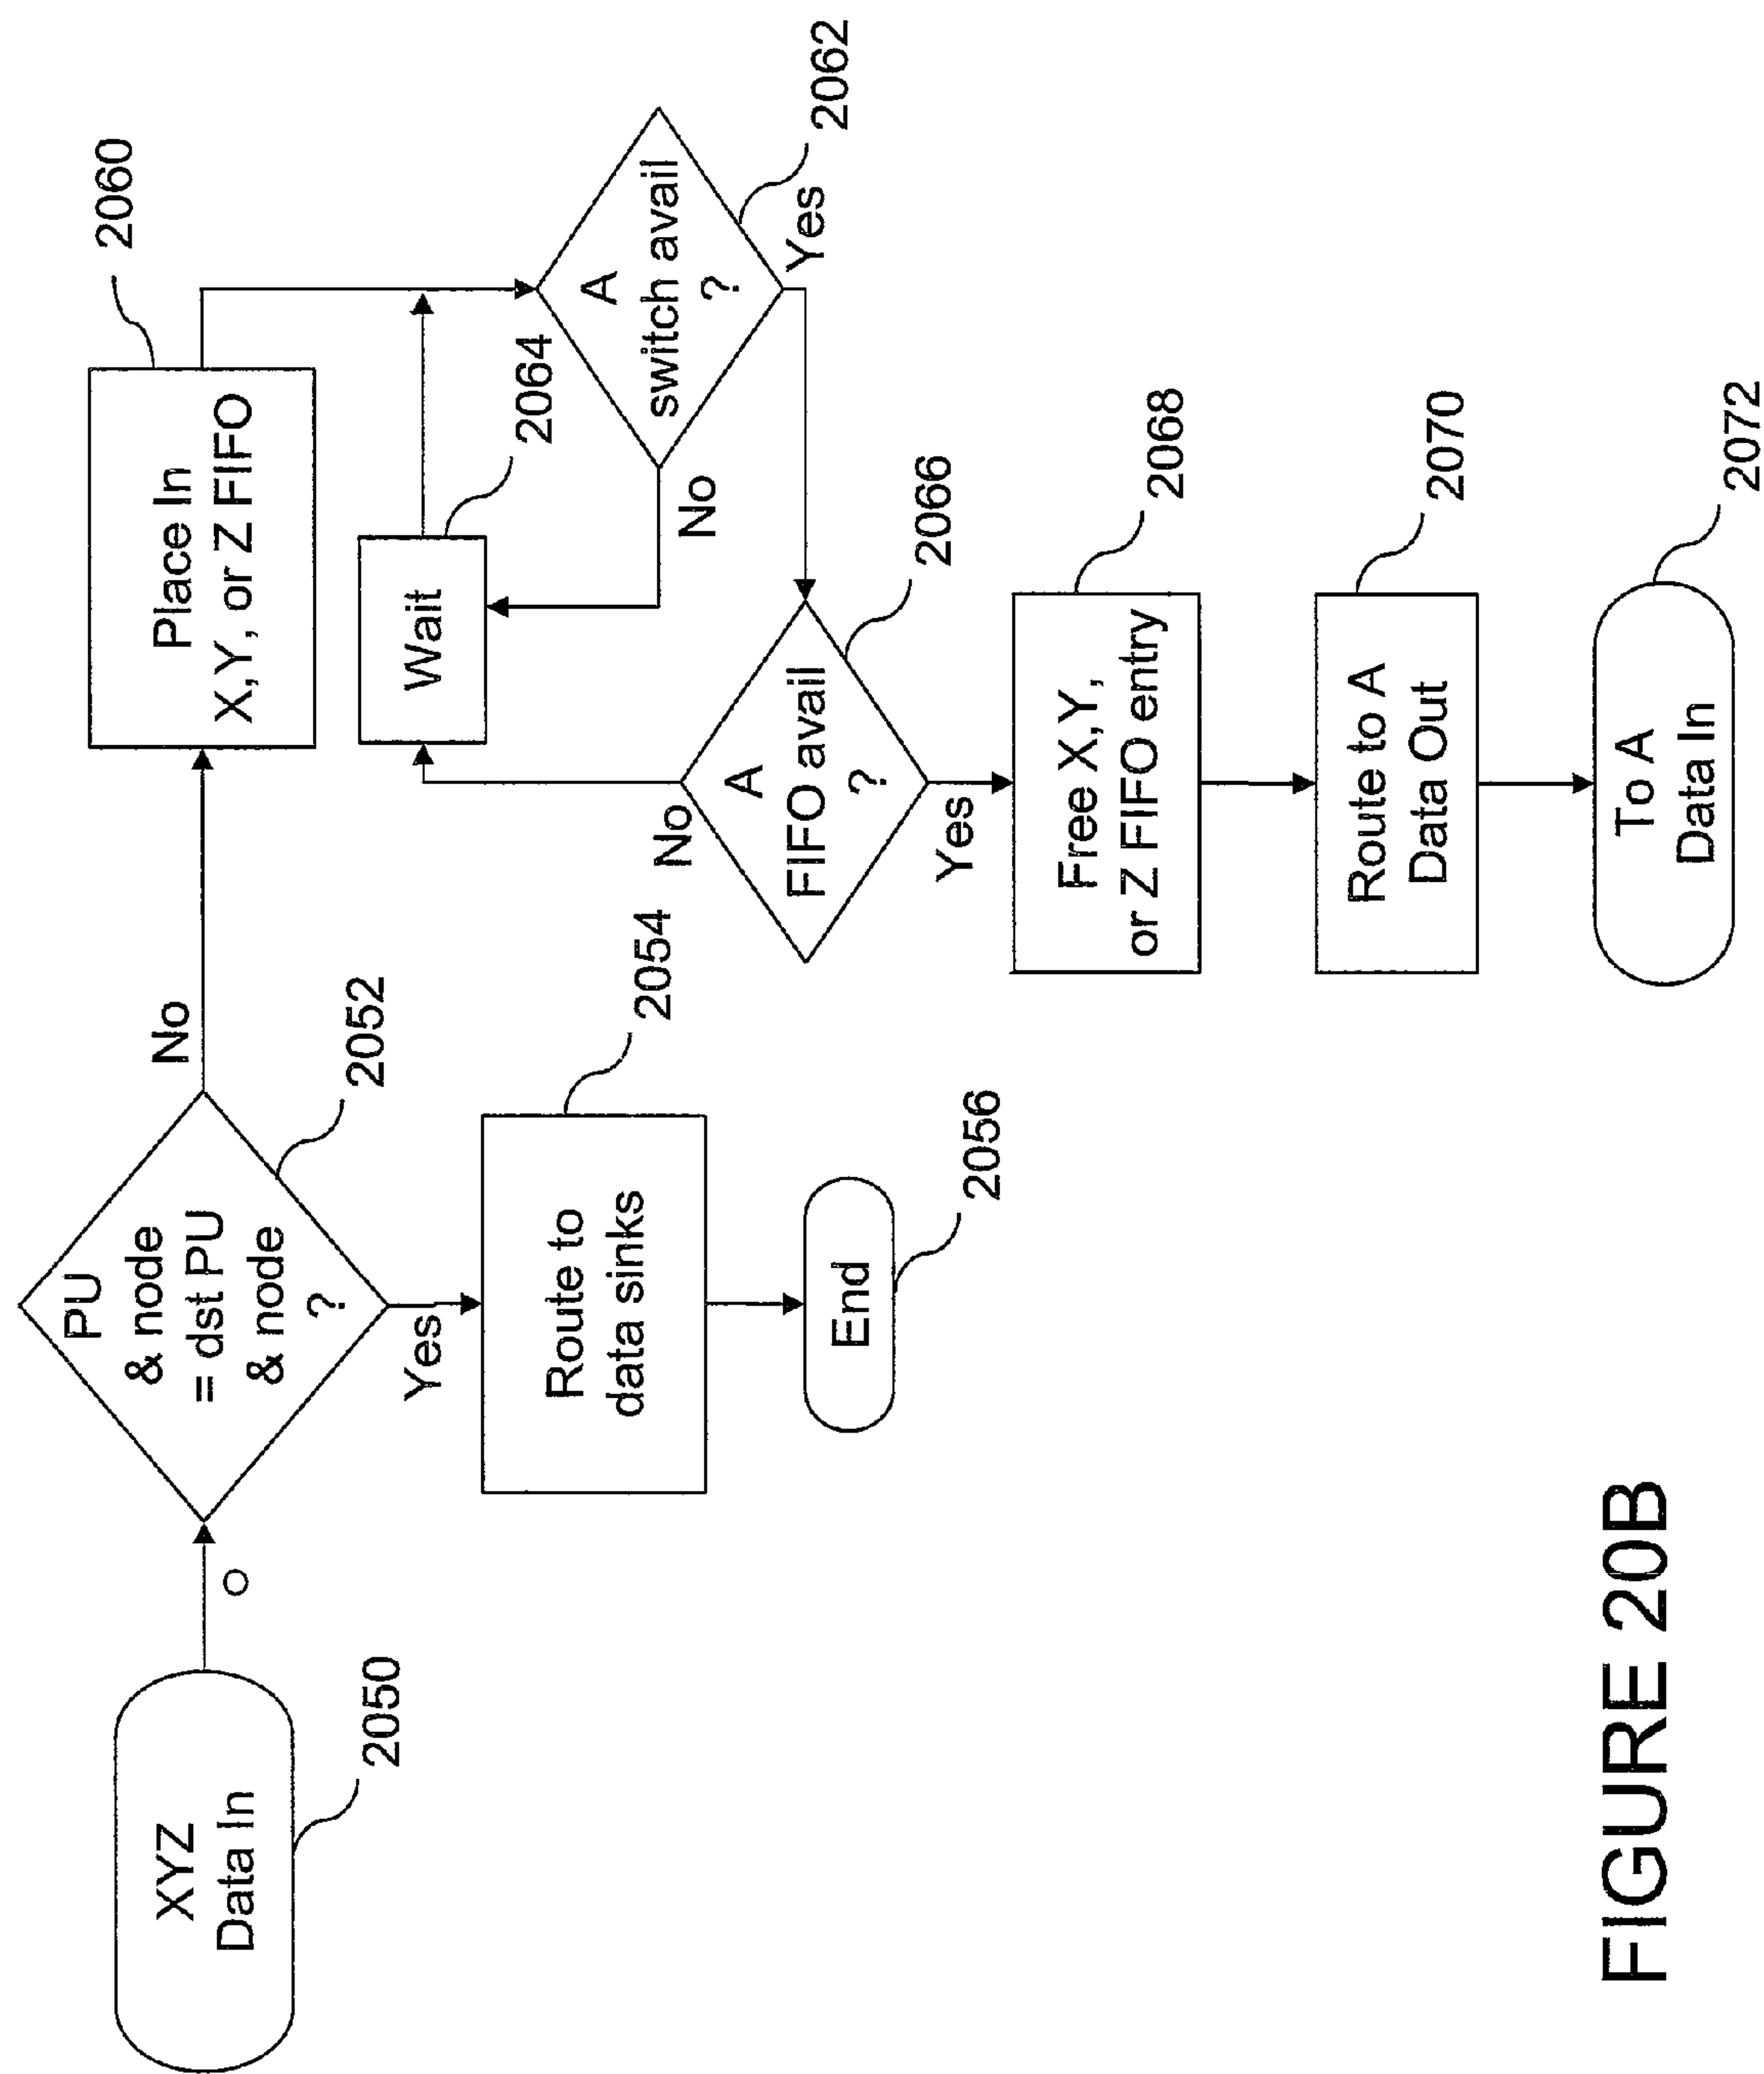 XYZ
Data In
2050
PU
& node
= dst PU
& node
?
2052
Yes
No
Route to
data sinks
2054
End
2056
Place In
X,Y, or Z FIFO
2060
A
switch avail
?
2062
No
Yes
Wait
2064
A
FIFO avail
?
2066
No
Yes
Free X,Y,
or Z FIFO entry
2068
Route to A
Data Out
2070
To A
Data In
2072
FIGURE 20B